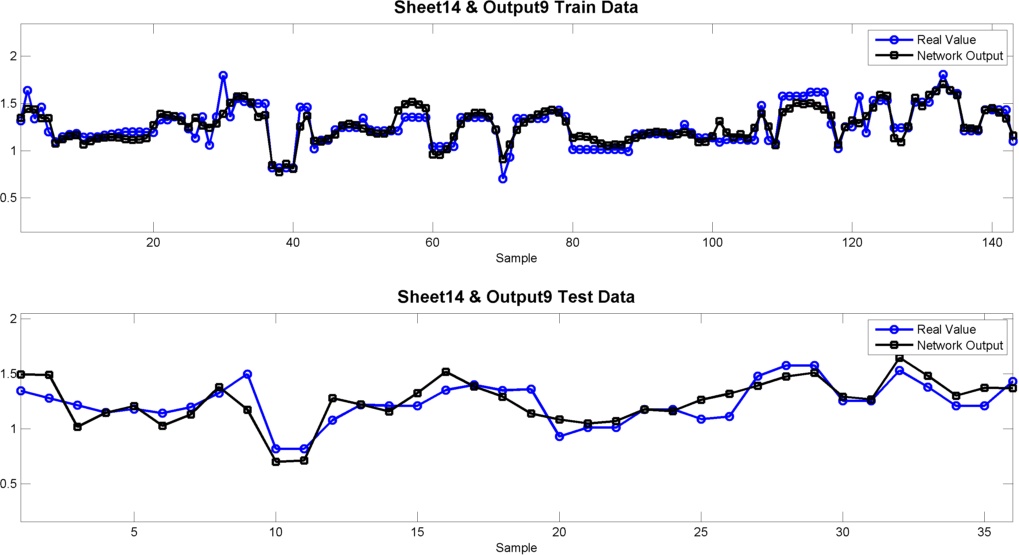 Sheet14 & Output9 Train Data
Real Value
Network Output
2
1.5
1
0.5
20 40 60 80 100 120 140
Sample
Sheet14 & Output9 Test Data
Real Value
Network Output
2
1.5
1
0.5
5 10 15 20 25 30 35
Sample